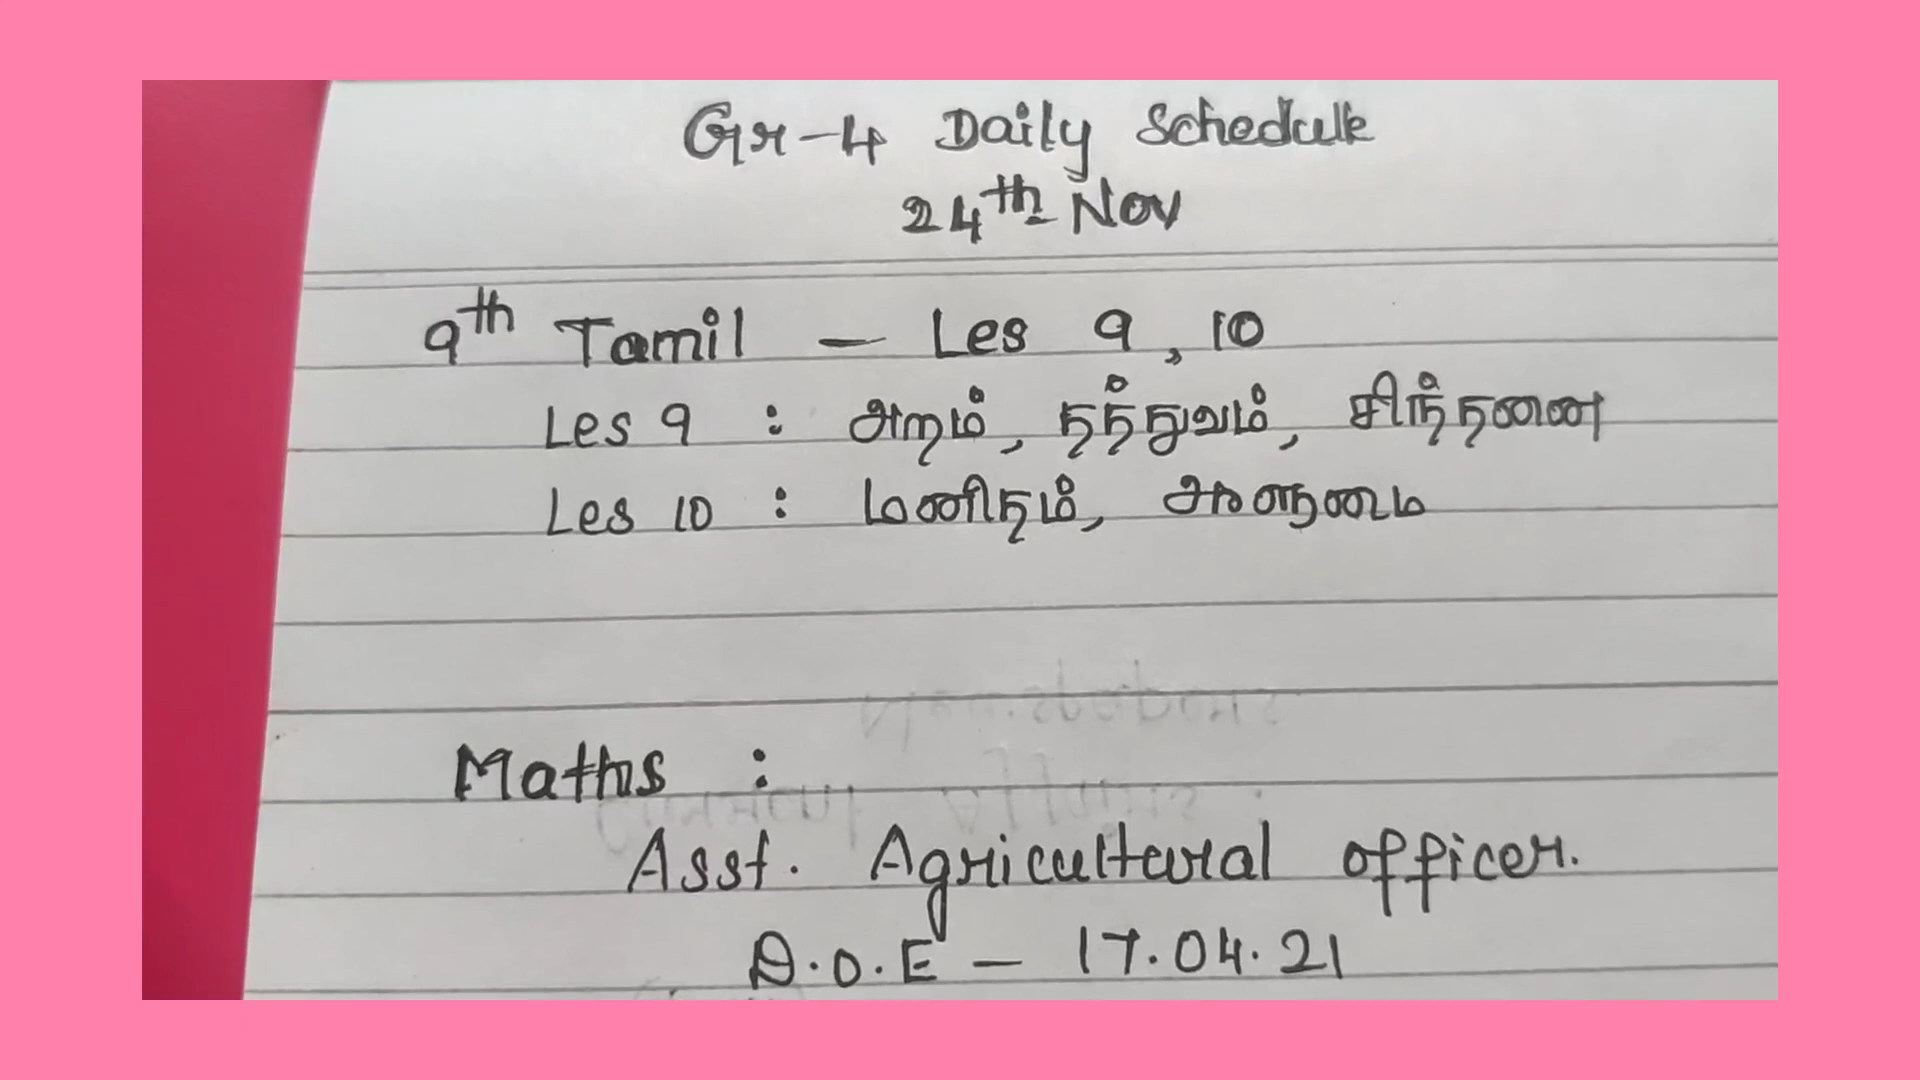 Gr-4 Daily Schedule
24th Nov
9th Tamil - Les 9, 10
Les 9 : அறம், தத்துவம், சிந்தனை
Les 10 : மனிதம், ஆளுமை
Maths :
Asst. Agricultural officer.
D.O.E - 17.04.21